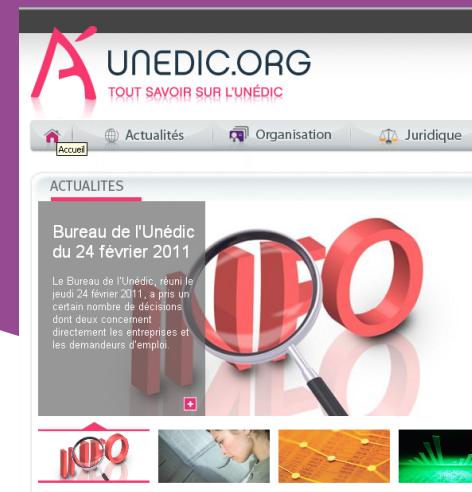 UNEDIC.ORG
TOUT SAVOIR SUR L'UNÉDIC
Actualités
Organisation
Juridique
Accueil
ACTUALITES
Bureau de l'Unédic
du 24 février 2011
Le Bureau de l'Unédic, réuni le
jeudi 24 février 2011, a pris un
certain nombre de décisions
dont deux concernent
directement les entreprises et
les demandeurs d'emploi.
INFO
INFO